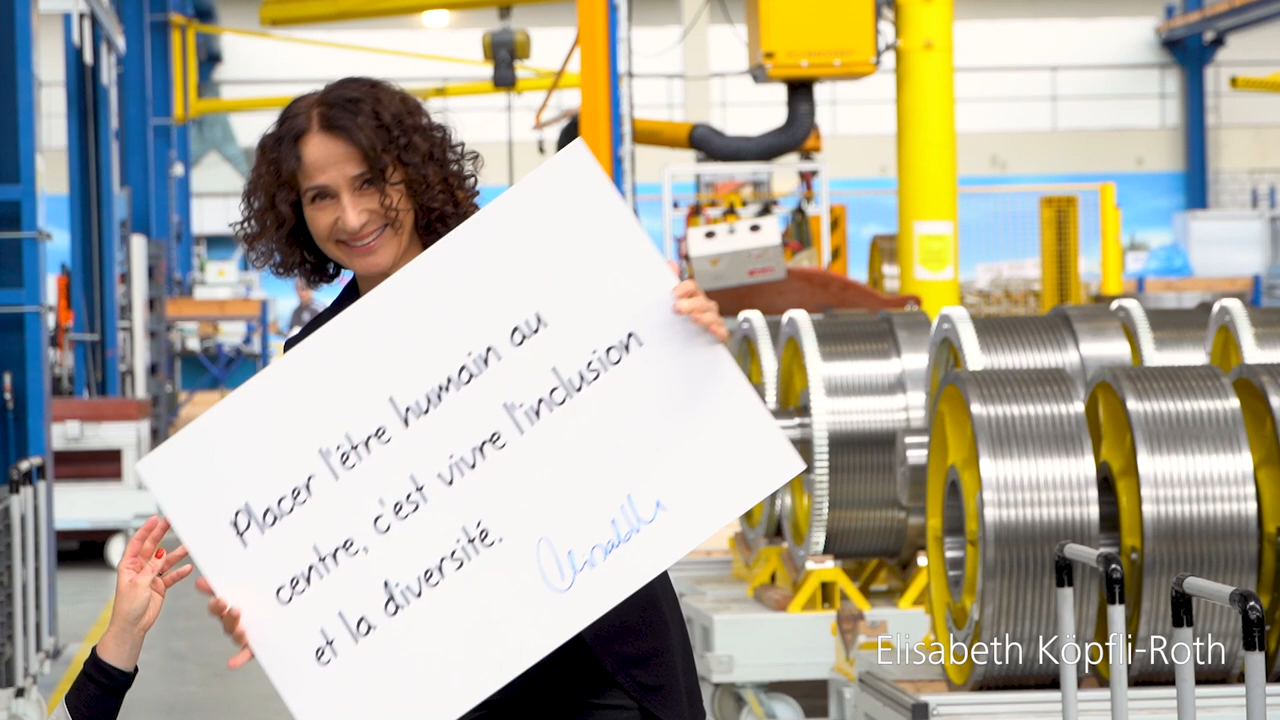 Placer l'être humain au
centre, c'est vivre l'inclusion
et la diversité.
Elisabeth Köpfli-Roth